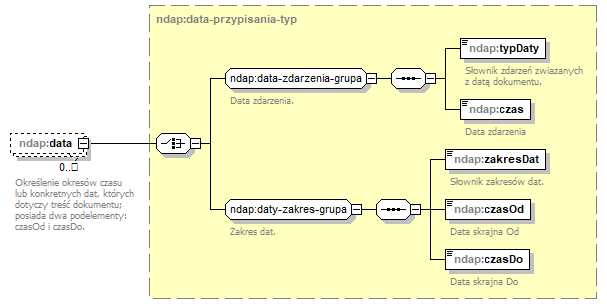 ndap:data-przypisania-typ
ndap:typDaty
Słownik zdarzeń zwiazanych
z datą dokumentu.
ndap:data-zdarzenia-grupa
Data zdarzenia.
ndap:czas
Data zdarzenia
ndap:data
0..
Określenie okresów czasu
lub konkretnych dat, których
dotyczy treść dokumentu;
posiada dwa podelementy:
czasOd i czasDo.
ndap:zakresDat
Słownik zakresów dat.
ndap:daty-zakres-grupa
Zakres dat.
ndap:czasOd
Data skrajna Od
ndap:czasDo
Data skrajna Do